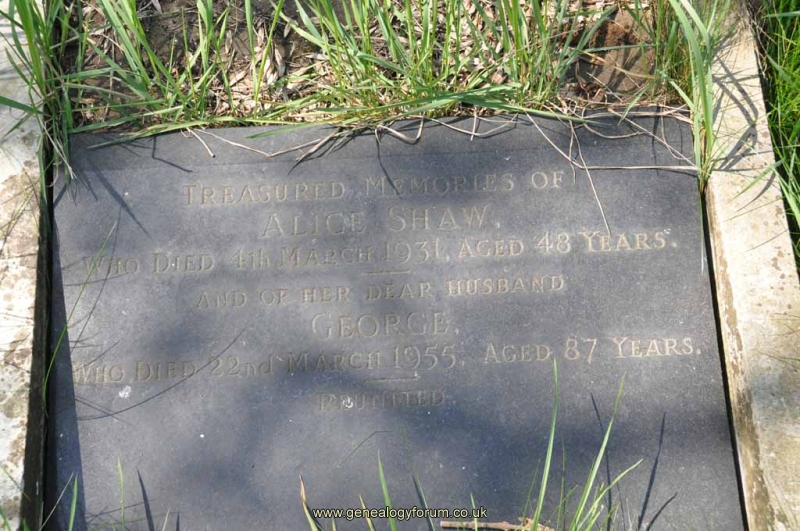 TREASURED MEMORIES OF
ALICE SHAW,
WHO DIED 4TH MARCH 1931, AGED 48 YEARS.
AND OF HER DEAR HUSBAND
GEORGE,
WHO DIED 22ND MARCH 1955, AGED 87 YEARS.
REUNITED.
www.genealogyforum.co.uk